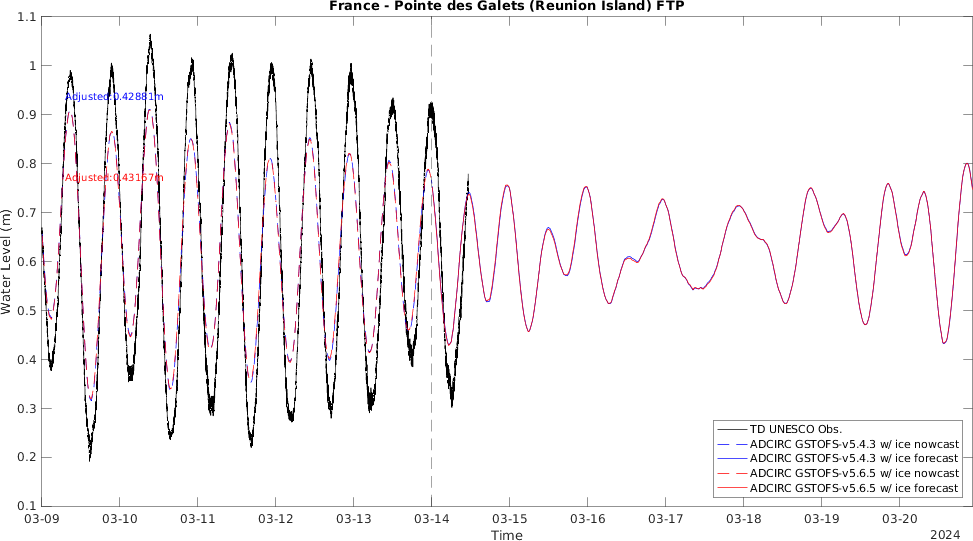 France - Pointe des Galets (Reunion Island) FTP
1.1
1
0.9
0.8
0.7
0.6
0.5
0.4
0.3
0.2
0.1
Water Level (m)
Adjusted:0.42881m
Adjusted:0.43167m
TD UNESCO Obs.
ADCIRC GSTOFS-v5.4.3 w/ ice nowcast
ADCIRC GSTOFS-v5.4.3 w/ ice forecast
ADCIRC GSTOFS-v5.6.5 w/ ice nowcast
ADCIRC GSTOFS-v5.6.5 w/ ice forecast
03-09 03-10 03-11 03-12 03-13 03-14 03-15 03-16 03-17 03-18 03-19 03-20
Time
2024